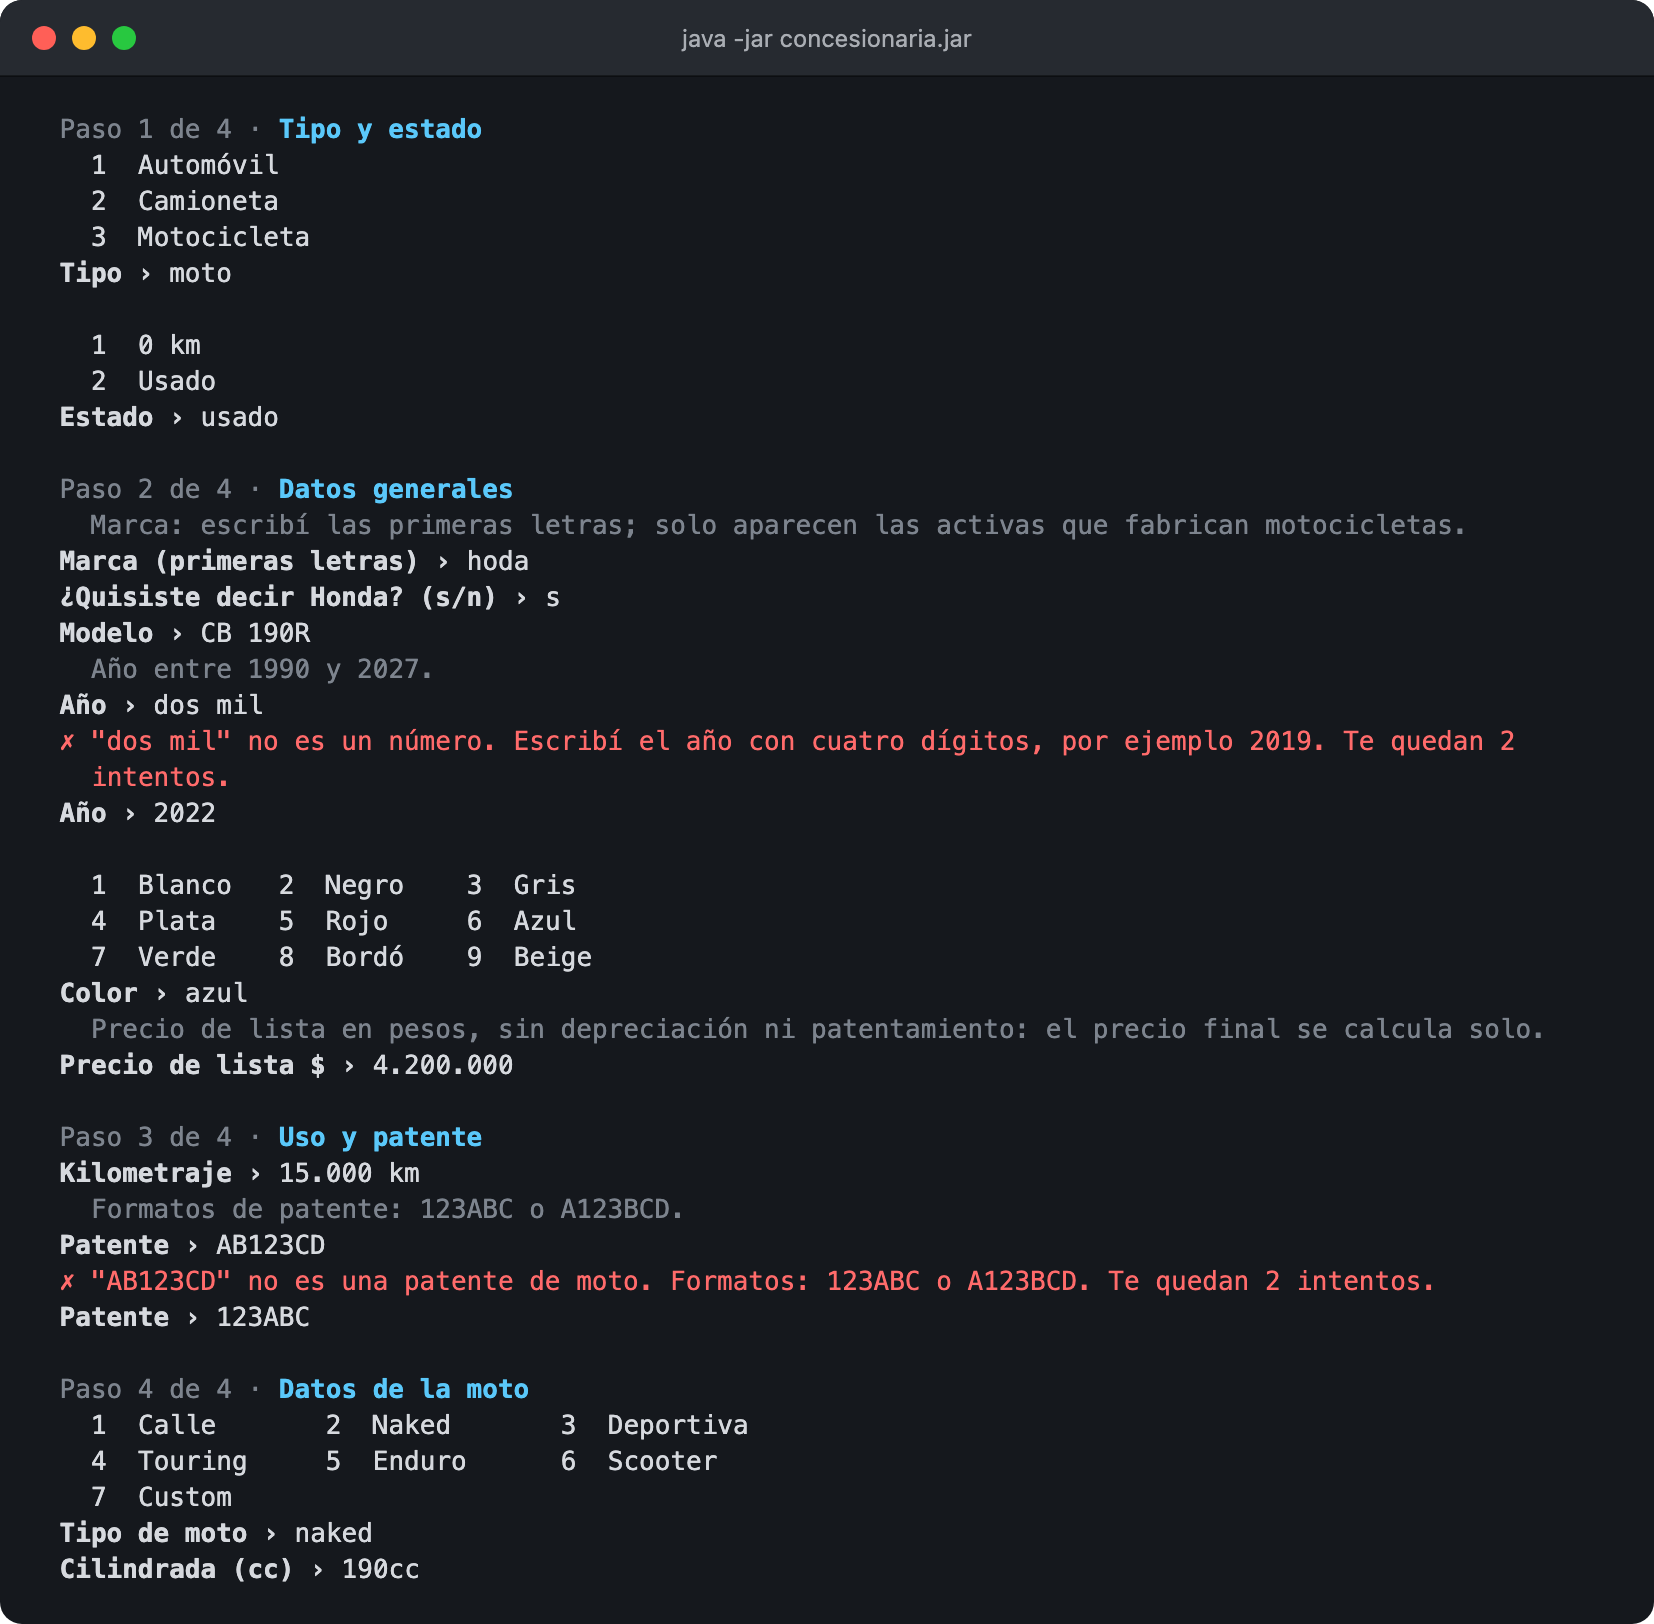 java -jar concesionaria.jar
Paso 1 de 4 · Tipo y estado
1  Automóvil
2  Camioneta
3  Motocicleta
Tipo › moto
1  0 km
2  Usado
Estado › usado
Paso 2 de 4 · Datos generales
Marca: escribí las primeras letras; solo aparecen las activas que fabrican motocicletas.
Marca (primeras letras) › hoda
¿Quisiste decir Honda? (s/n) › s
Modelo › CB 190R
Año entre 1990 y 2027.
Año › dos mil
✗ "dos mil" no es un número. Escribí el año con cuatro dígitos, por ejemplo 2019. Te quedan 2
intentos.
Año › 2022
1  Blanco   2  Negro    3  Gris
4  Plata    5  Rojo     6  Azul
7  Verde    8  Bordó    9  Beige
Color › azul
Precio de lista en pesos, sin depreciación ni patentamiento: el precio final se calcula solo.
Precio de lista $ › 4.200.000
Paso 3 de 4 · Uso y patente
Kilometraje › 15.000 km
Formatos de patente: 123ABC o A123BCD.
Patente › AB123CD
✗ "AB123CD" no es una patente de moto. Formatos: 123ABC o A123BCD. Te quedan 2 intentos.
Patente › 123ABC
Paso 4 de 4 · Datos de la moto
1  Calle       2  Naked       3  Deportiva
4  Touring     5  Enduro      6  Scooter
7  Custom
Tipo de moto › naked
Cilindrada (cc) › 190cc